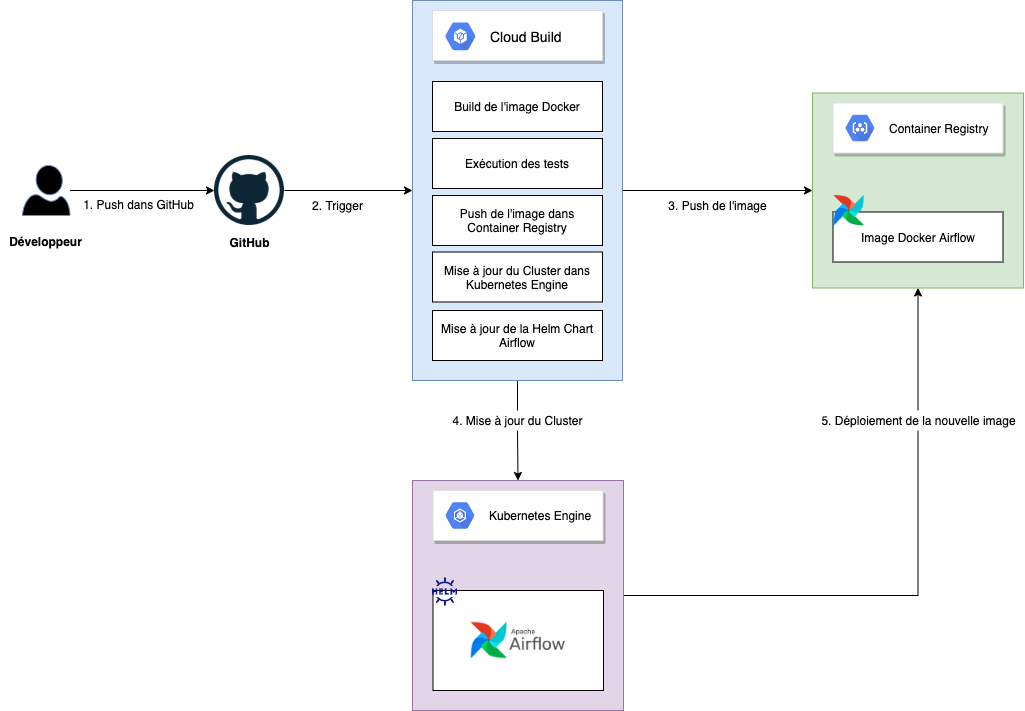 Cloud Build
Build de l'image Docker
Exécution des tests
Push de l'image dans
Container Registry
Mise à jour du Cluster dans
Kubernetes Engine
Mise à jour de la Helm Chart
Airflow
Développeur
1. Push dans GitHub
GitHub
2. Trigger
3. Push de l'image
Container Registry
Image Docker Airflow
4. Mise à jour du Cluster
5. Déploiement de la nouvelle image
Kubernetes Engine
HELM
Apache
Airflow